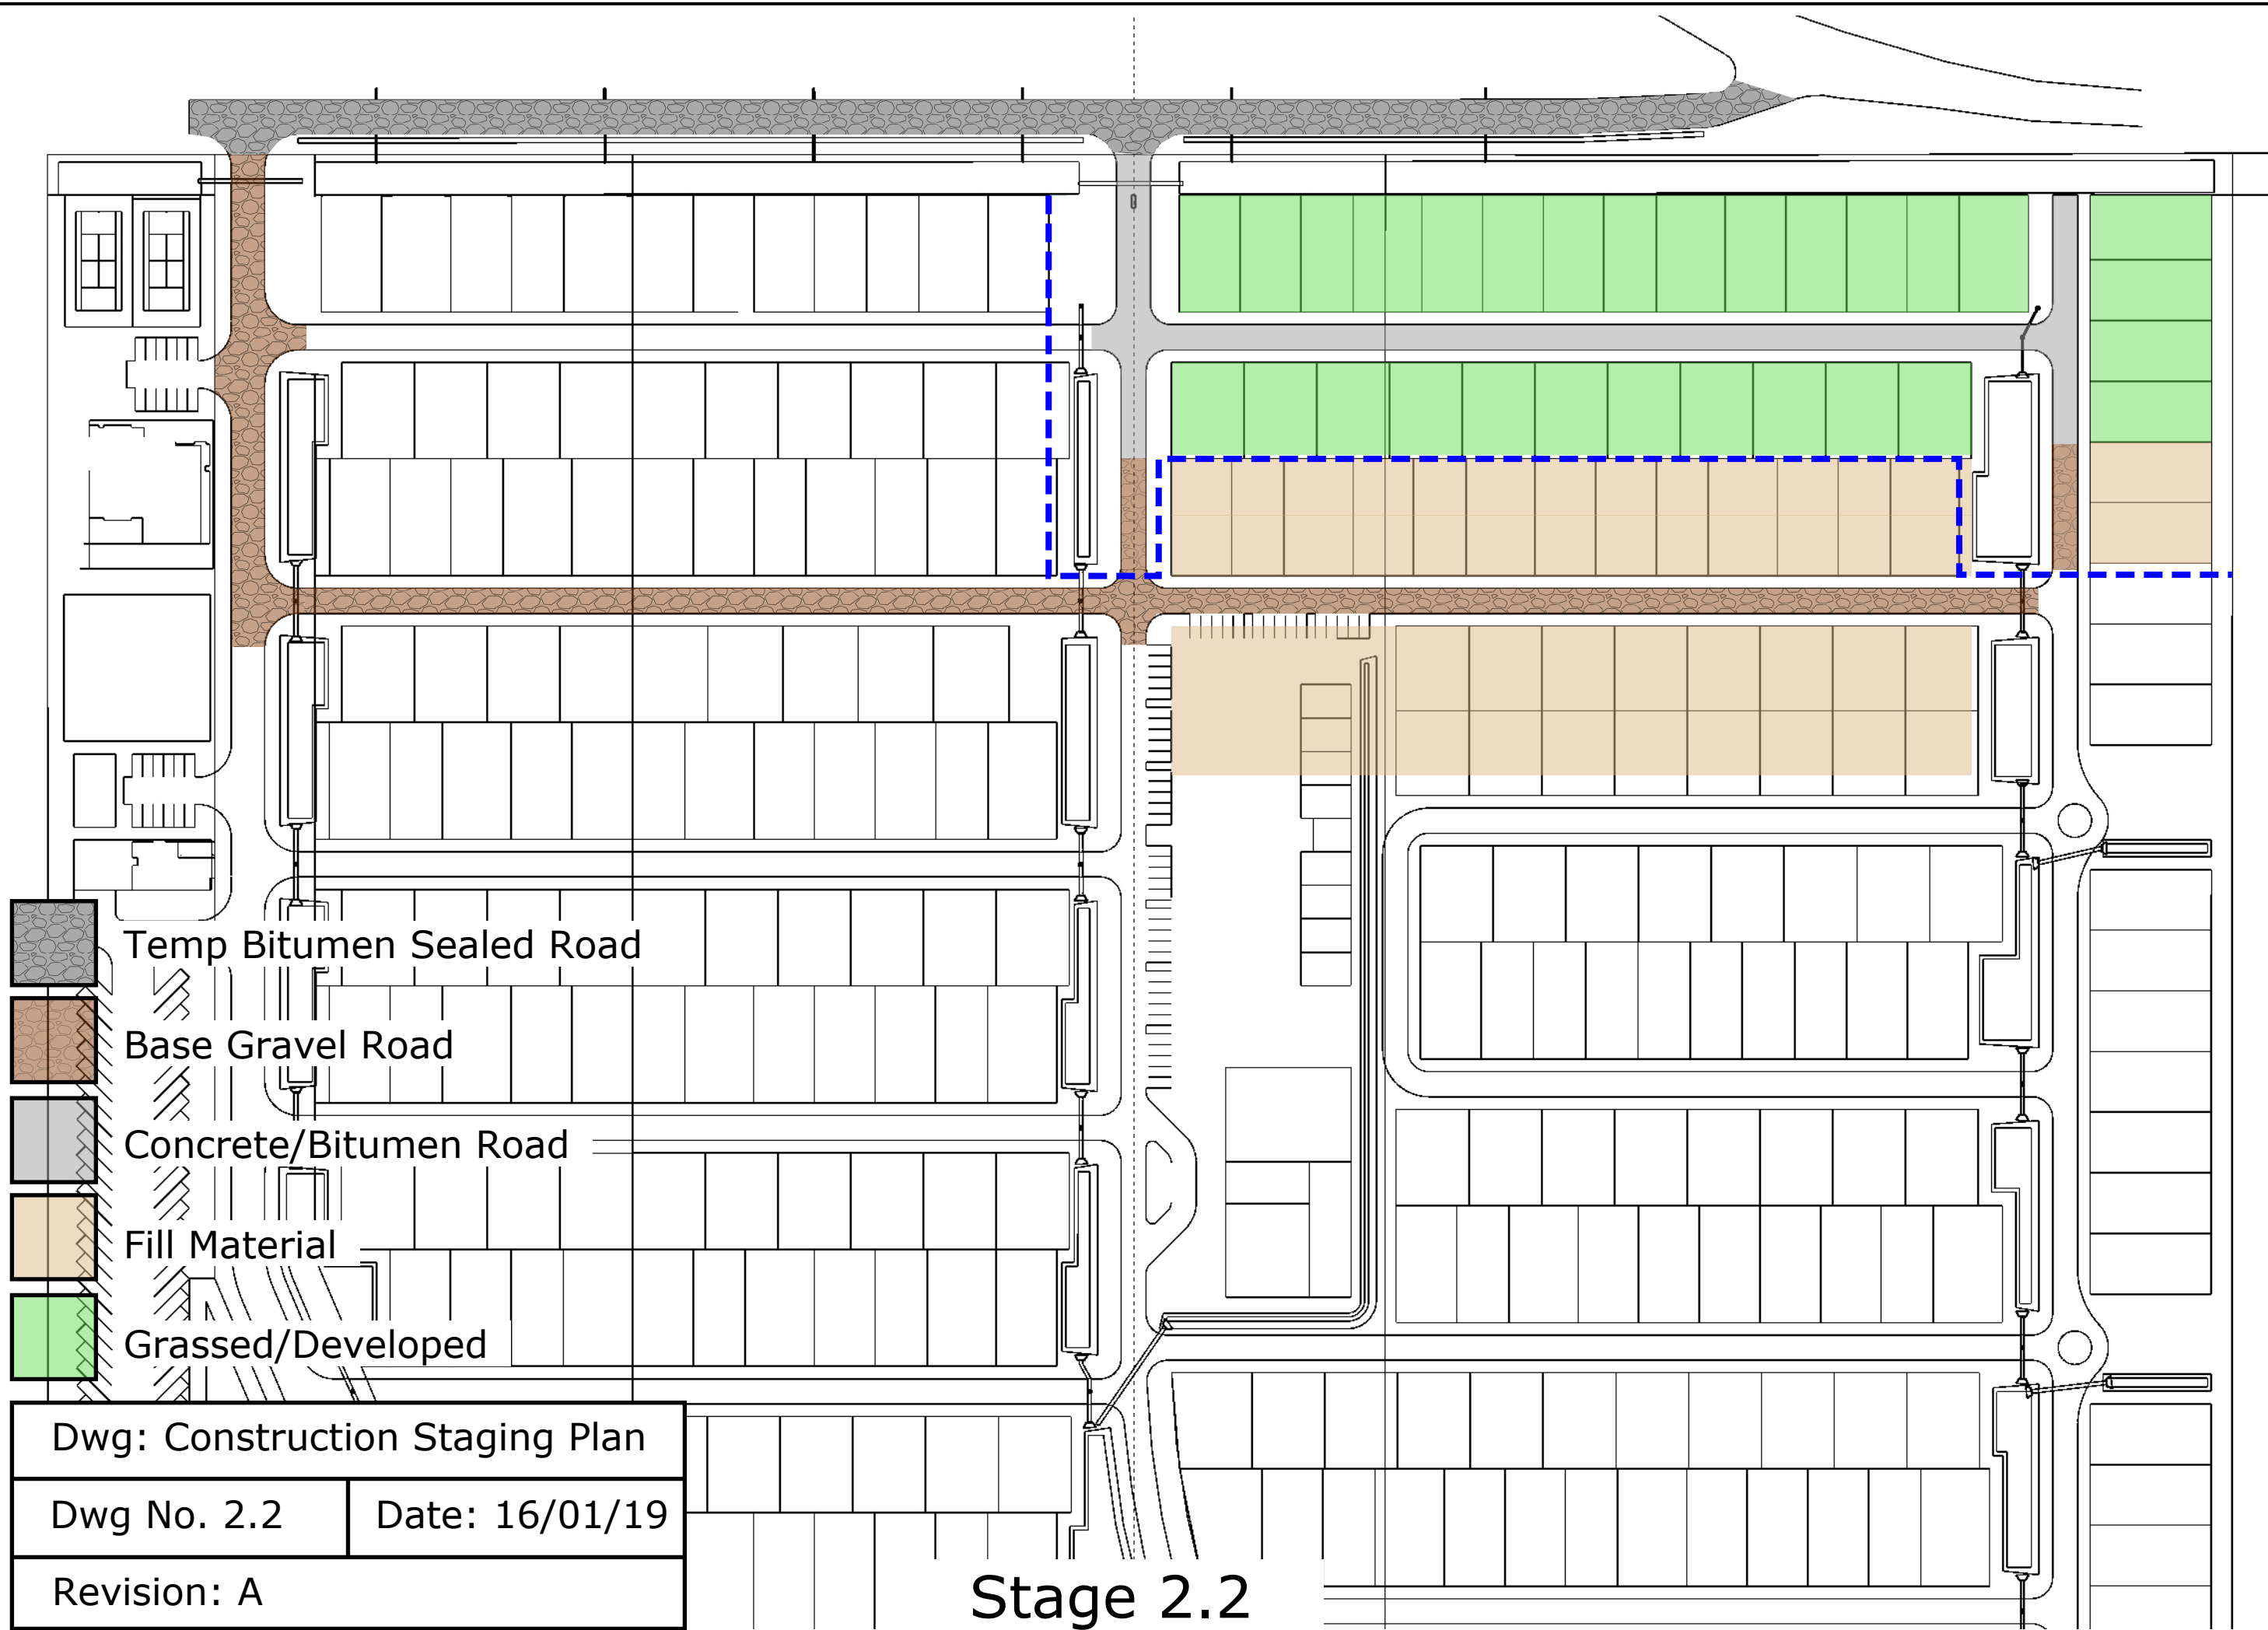 Temp Bitumen Sealed Road
Base Gravel Road
Concrete/Bitumen Road
Fill Material
Grassed/Developed
Dwg: Construction Staging Plan
Dwg No. 2.2
Date: 16/01/19
Revision: A
Stage 2.2